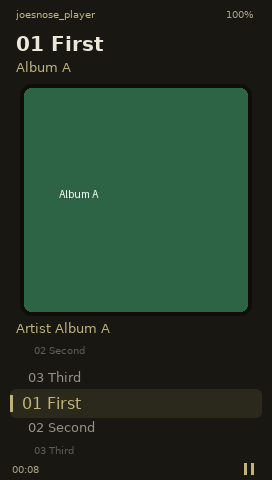 joesnose_player 100%
01 First
Album A
Album A
Artist Album A
02 Second
03 Third
01 First
02 Second
03 Third
00:08